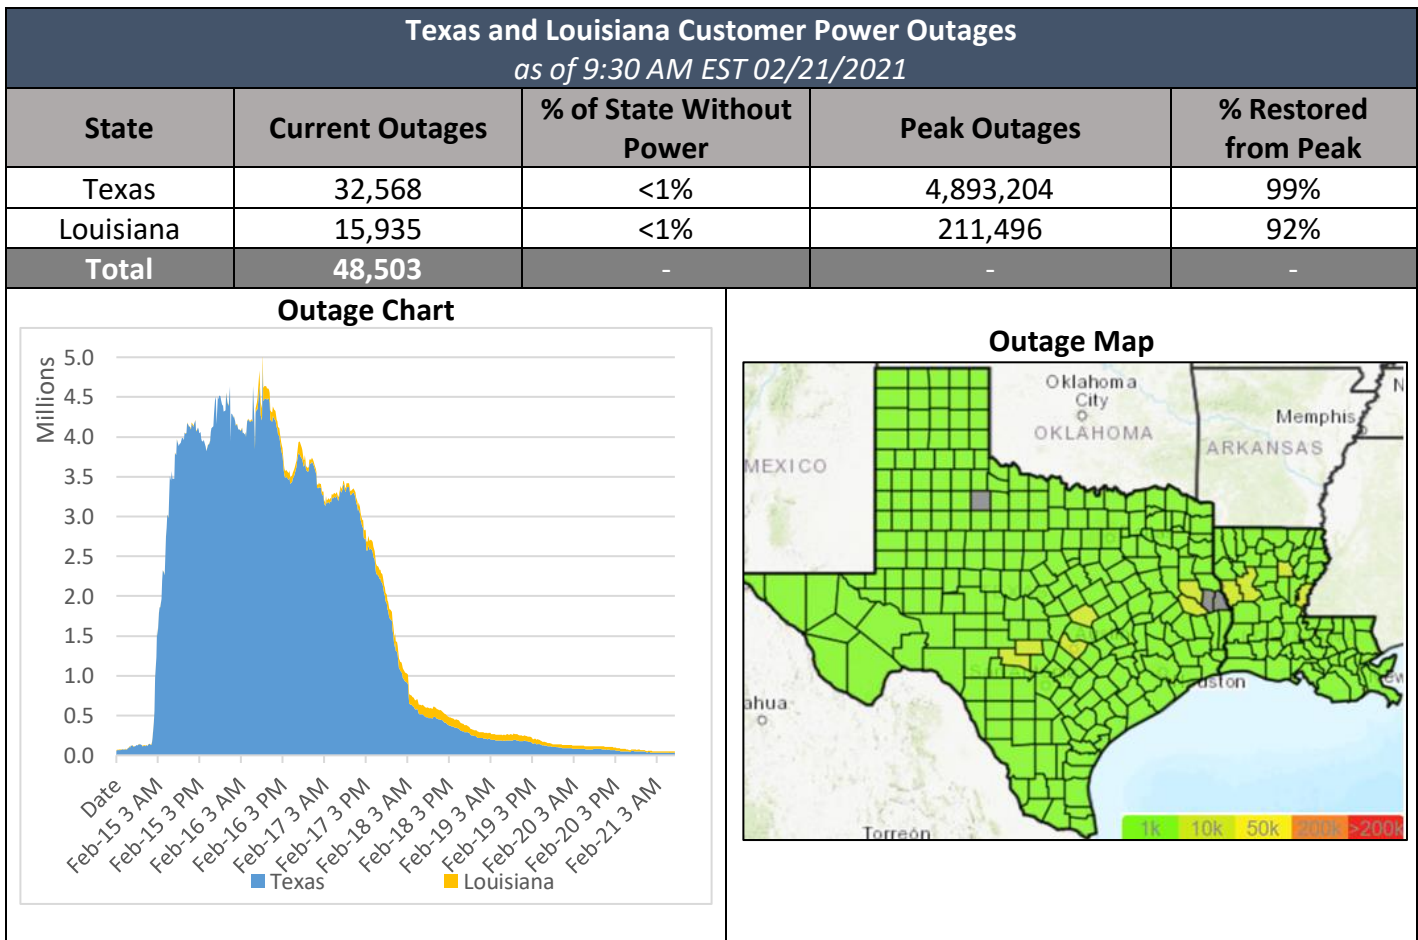 Texas and Louisiana Customer Power Outages
as of 9:30 AM EST 02/21/2021
State
Current Outages
% of State Without
Power
Peak Outages
% Restored
from Peak
Texas 32,568 <1% 4,893,204 99%
Louisiana 15,935 <1% 211,496 92%
Total 48,503 - - -
Outage Chart
Millions
5.0
4.5
4.0
3.5
3.0
2.5
2.0
1.5
1.0
0.5
0.0
Date
Feb-15 3 AM
Feb-15 3 PM
Feb-16 3 AM
Feb-16 3 PM
Feb-17 3 AM
Feb-17 3 PM
Feb-18 3 AM
Feb-18 3 PM
Feb-19 3 AM
Feb-19 3 PM
Feb-20 3 AM
Feb-20 3 PM
Feb-21 3 AM
Texas Louisiana
Outage Map
Oklahoma
City
OKLAHOMA
Memphis
ARKANSAS
MEXICO
uston
ahua
Torreón
1k 10k 50k 200k >200k